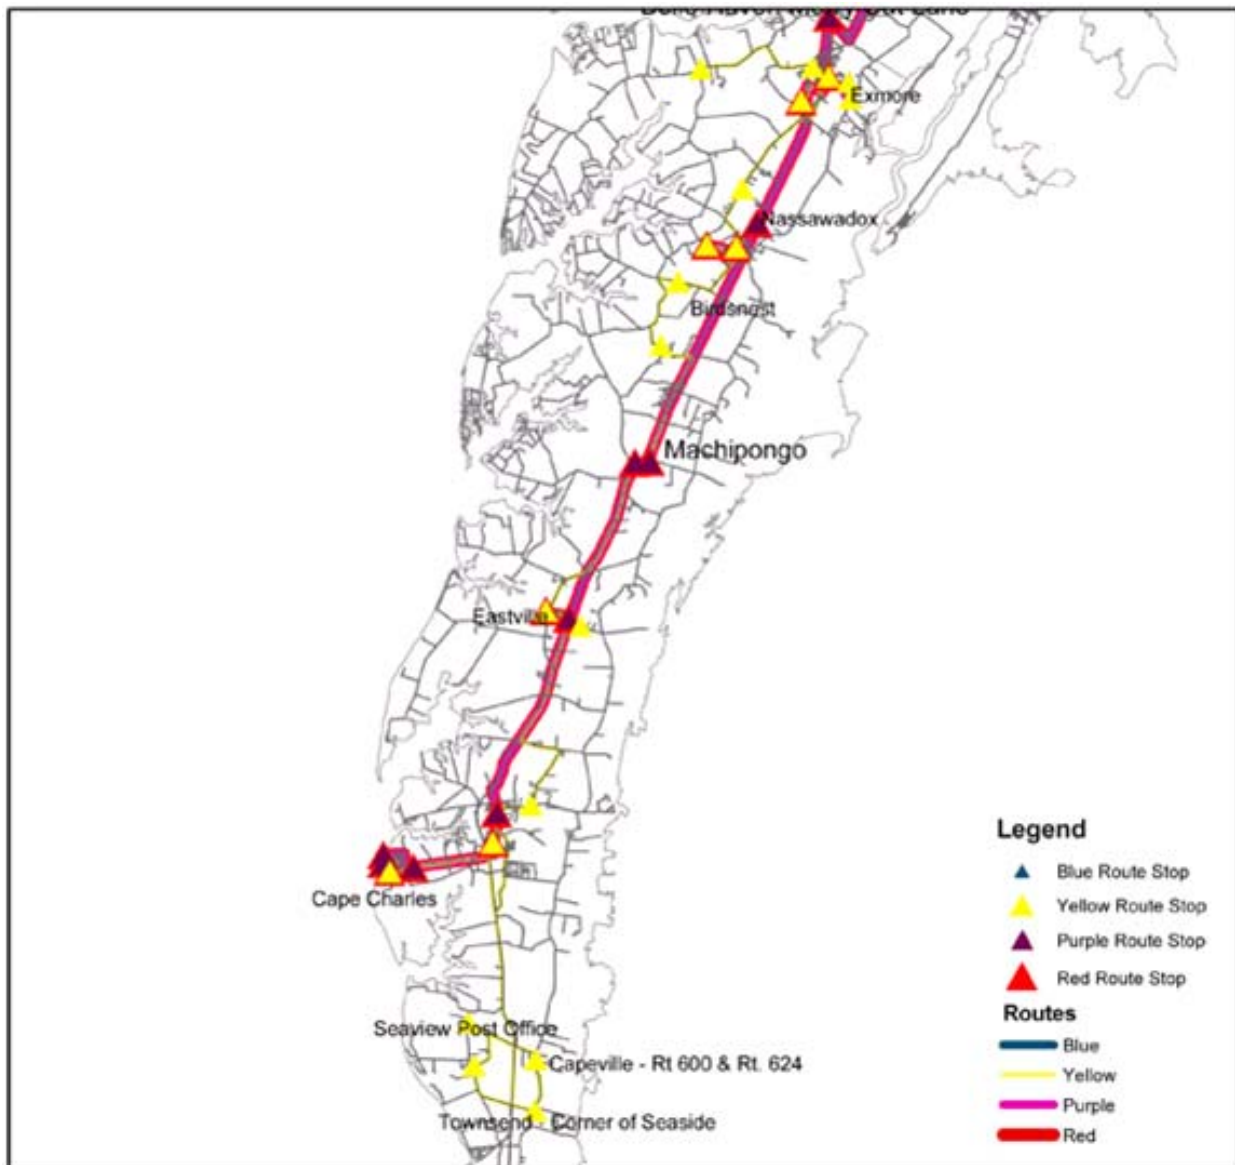 Exmore
Nassawadox
Birdsnest
Machipongo
Eastville
Cape Charles
Seaview Post Office
Capeville - Rt 600 & Rt. 624
Townsend - Corner of Seaside
Legend
Blue Route Stop
Yellow Route Stop
Purple Route Stop
Red Route Stop
Routes
Blue
Yellow
Purple
Red